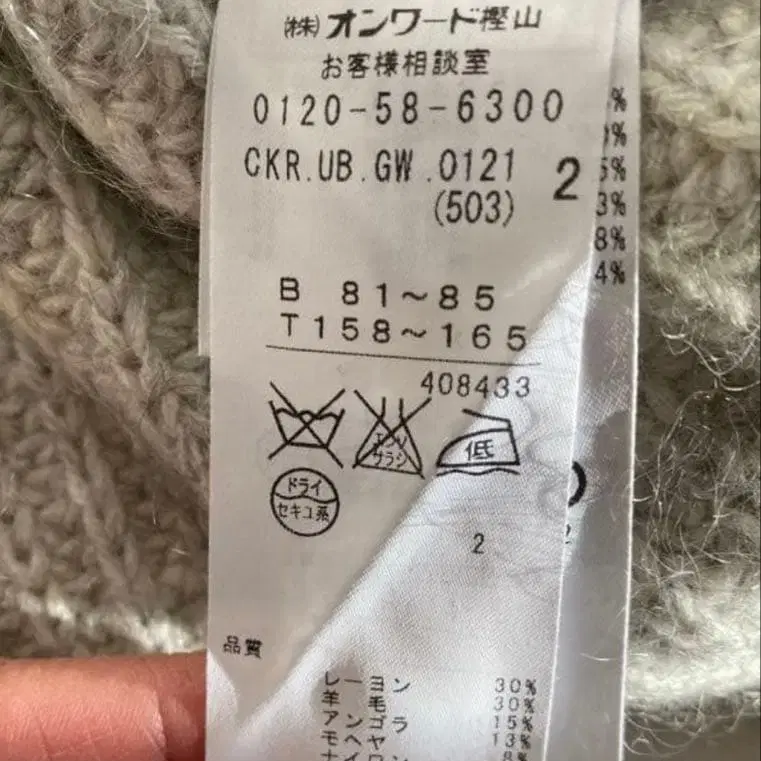 (株)オンワード樫山
お客様相談室
0120-58-6300
CKR.UB.GW.0121 2
(503)
B 81～85
T158～165
408433
エンソ
サラシ
低
ドライ
セキユ系
2
品質
レーヨン 30%
羊毛 30%
アンゴラ 15%
モヘヤ 13%
ナイロン 8%
%
%
5%
3%
8%
4%
2